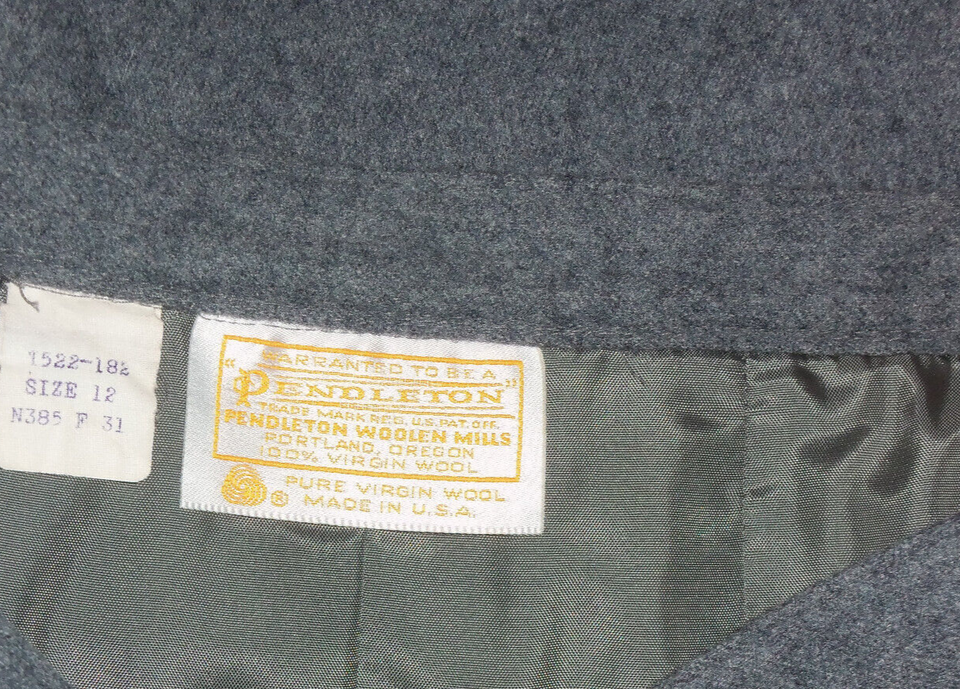 1522-182
SIZE 12
N385 F 31
WARRANTED TO BE A
"PENDLETON"
TRADE MARK REG. U.S. PAT. OFF.
PENDLETON WOOLEN MILLS
PORTLAND, OREGON
100% VIRGIN WOOL
PURE VIRGIN WOOL
® MADE IN U.S.A.